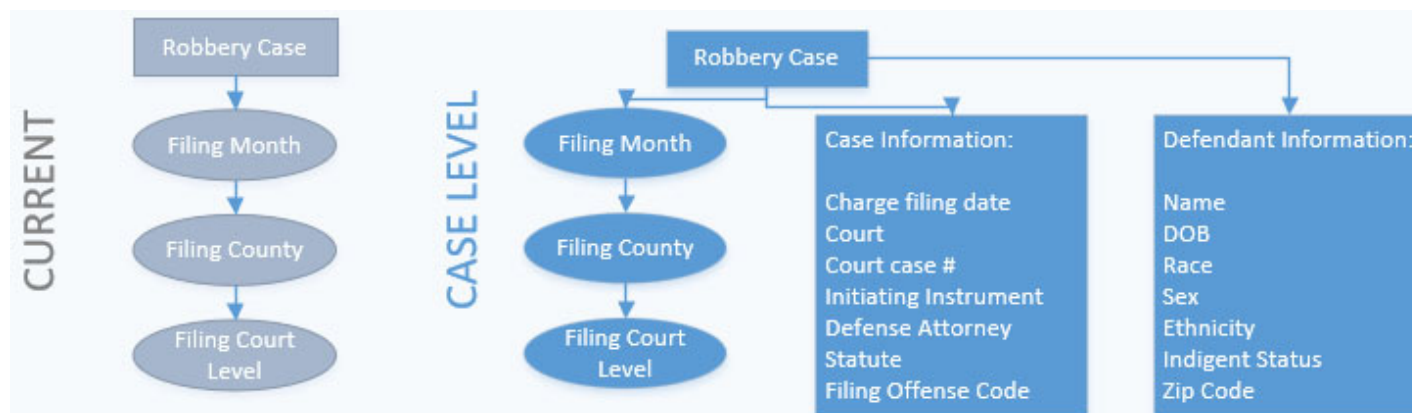 CURRENT
Robbery Case
Filing Month
Filing County
Filing Court
Level
CASE LEVEL
Robbery Case
Filing Month
Filing County
Filing Court
Level
Case Information:
Charge filing date
Court
Court case #
Initiating Instrument
Defense Attorney
Statute
Filing Offense Code
Defendant Information:
Name
DOB
Race
Sex
Ethnicity
Indigent Status
Zip Code